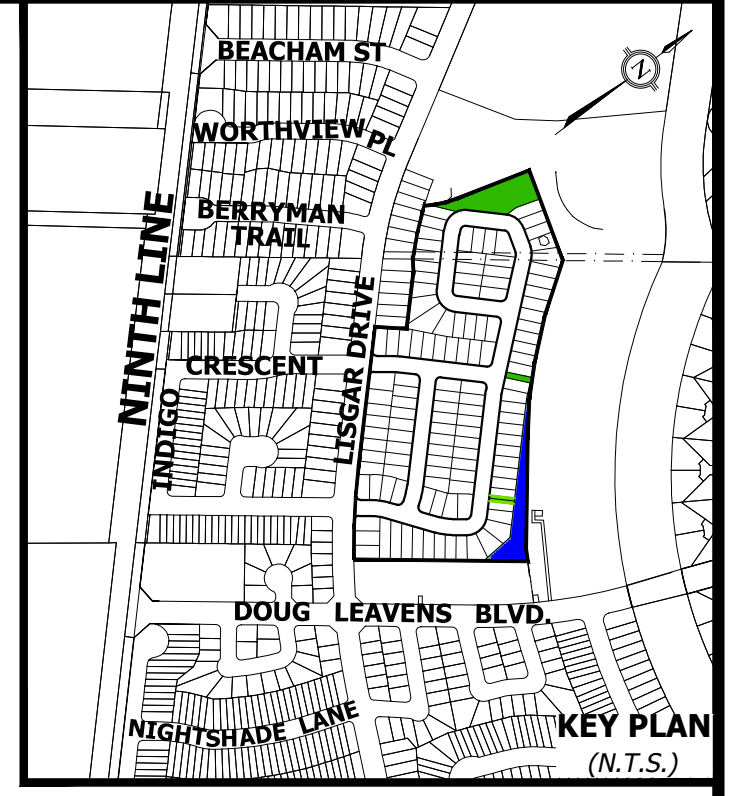 BEACHAM ST
WORTHVIEW PL
N
BERRYMAN
TRAIL
NINTH LINE
LISGAR DRIVE
CRESCENT
INDIGO
DOUG LEAVENS BLVD.
NIGHTSHADE LANE
KEY PLAN
(N.T.S.)